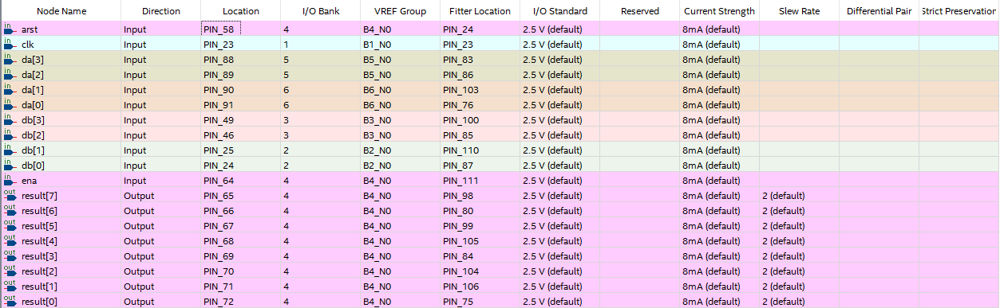 Node Name Direction Location I/O Bank VREF Group Fitter Location I/O Standard Reserved Current Strength Slew Rate Differential Pair Strict Preservation
in arst Input PIN_58 4 B4_N0 PIN_24 2.5 V (default) 8mA (default)
in clk Input PIN_23 1 B1_N0 PIN_23 2.5 V (default) 8mA (default)
in da[3] Input PIN_88 5 B5_N0 PIN_83 2.5 V (default) 8mA (default)
in da[2] Input PIN_89 5 B5_N0 PIN_86 2.5 V (default) 8mA (default)
in da[1] Input PIN_90 6 B6_N0 PIN_103 2.5 V (default) 8mA (default)
in da[0] Input PIN_91 6 B6_N0 PIN_76 2.5 V (default) 8mA (default)
in db[3] Input PIN_49 3 B3_N0 PIN_100 2.5 V (default) 8mA (default)
in db[2] Input PIN_46 3 B3_N0 PIN_85 2.5 V (default) 8mA (default)
in db[1] Input PIN_25 2 B2_N0 PIN_110 2.5 V (default) 8mA (default)
in db[0] Input PIN_24 2 B2_N0 PIN_87 2.5 V (default) 8mA (default)
in ena Input PIN_64 4 B4_N0 PIN_111 2.5 V (default) 8mA (default)
out result[7] Output PIN_65 4 B4_N0 PIN_98 2.5 V (default) 8mA (default) 2 (default)
out result[6] Output PIN_66 4 B4_N0 PIN_80 2.5 V (default) 8mA (default) 2 (default)
out result[5] Output PIN_67 4 B4_N0 PIN_99 2.5 V (default) 8mA (default) 2 (default)
out result[4] Output PIN_68 4 B4_N0 PIN_105 2.5 V (default) 8mA (default) 2 (default)
out result[3] Output PIN_69 4 B4_N0 PIN_84 2.5 V (default) 8mA (default) 2 (default)
out result[2] Output PIN_70 4 B4_N0 PIN_104 2.5 V (default) 8mA (default) 2 (default)
out result[1] Output PIN_71 4 B4_N0 PIN_106 2.5 V (default) 8mA (default) 2 (default)
out result[0] Output PIN_72 4 B4_N0 PIN_75 2.5 V (default) 8mA (default) 2 (default)